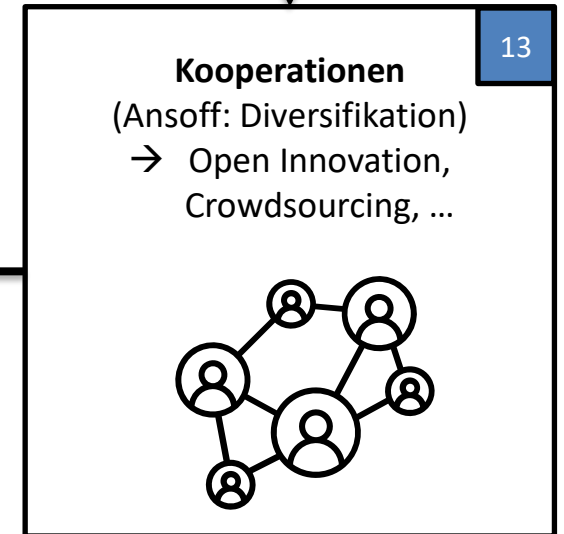 13
Kooperationen
(Ansoff: Diversifikation)
→ Open Innovation,
Crowdsourcing, ...